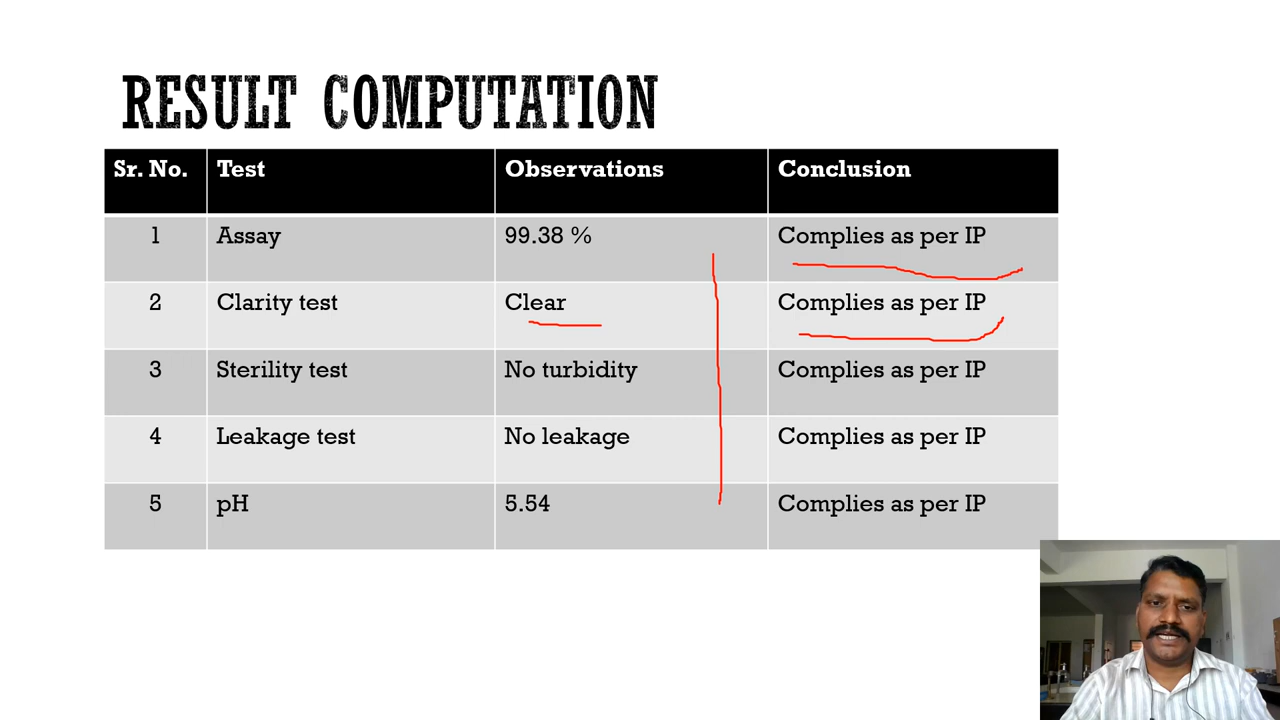 RESULT COMPUTATION
Sr. No. Test Observations Conclusion
1 Assay 99.38 % Complies as per IP
2 Clarity test Clear Complies as per IP
3 Sterility test No turbidity Complies as per IP
4 Leakage test No leakage Complies as per IP
5 pH 5.54 Complies as per IP